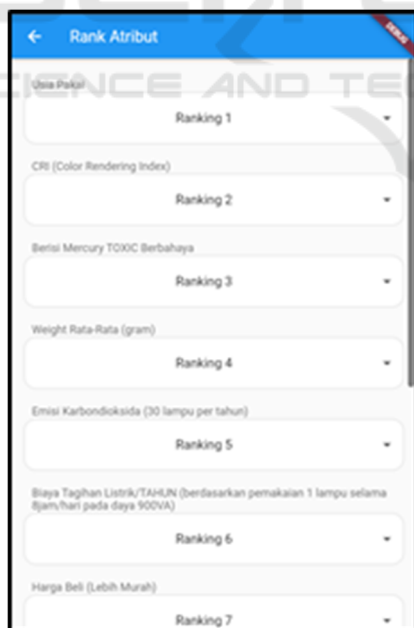 Rank Atribut
DEBUG
Usia Pakai
Ranking 1
CRI (Color Rendering Index)
Ranking 2
Berisi Mercury TOXIC Berbahaya
Ranking 3
Weight Rata-Rata (gram)
Ranking 4
Emisi Karbondioksida (30 lampu per tahun)
Ranking 5
Biaya Tagihan Listrik/TAHUN (berdasarkan pemakaian 1 lampu selama
8jam/hari pada daya 900VA)
Ranking 6
Harga Beli (Lebih Murah)
Ranking 7